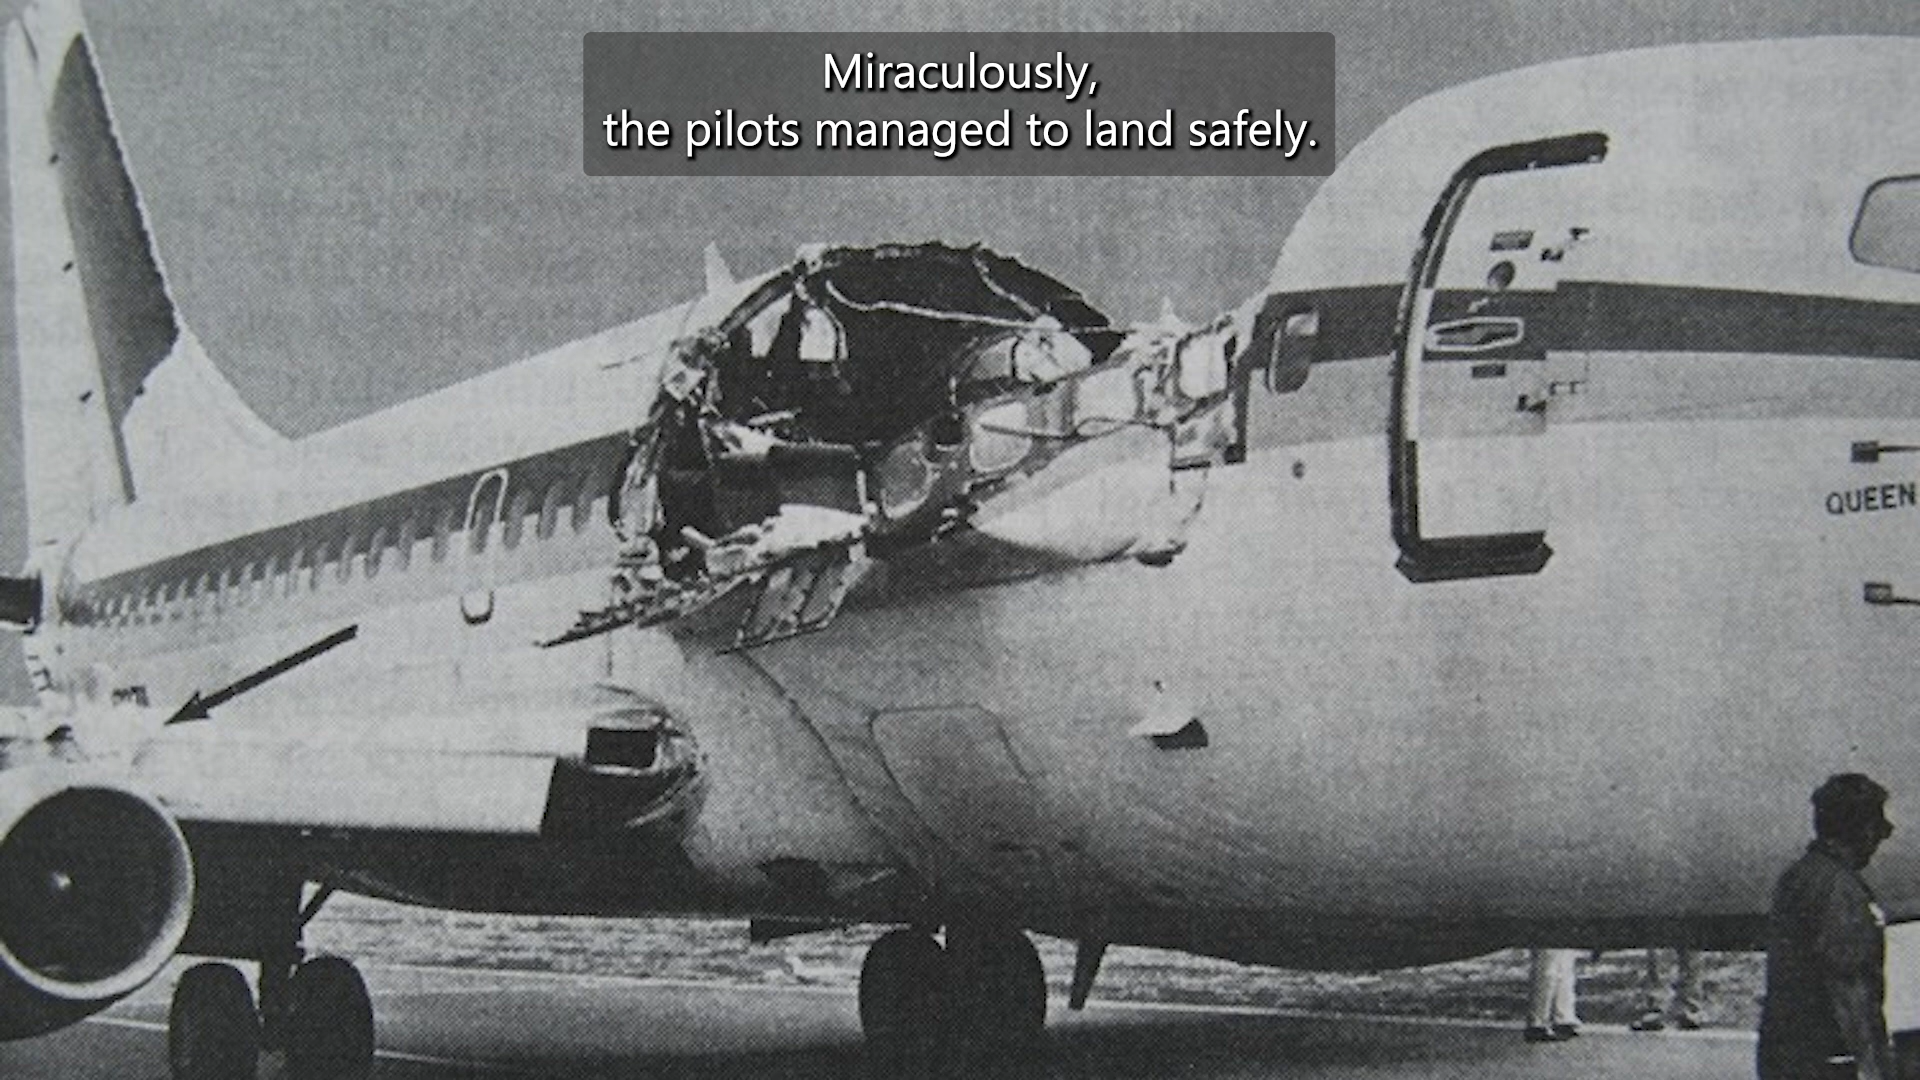 Miraculously,
the pilots managed to land safely.
QUEEN